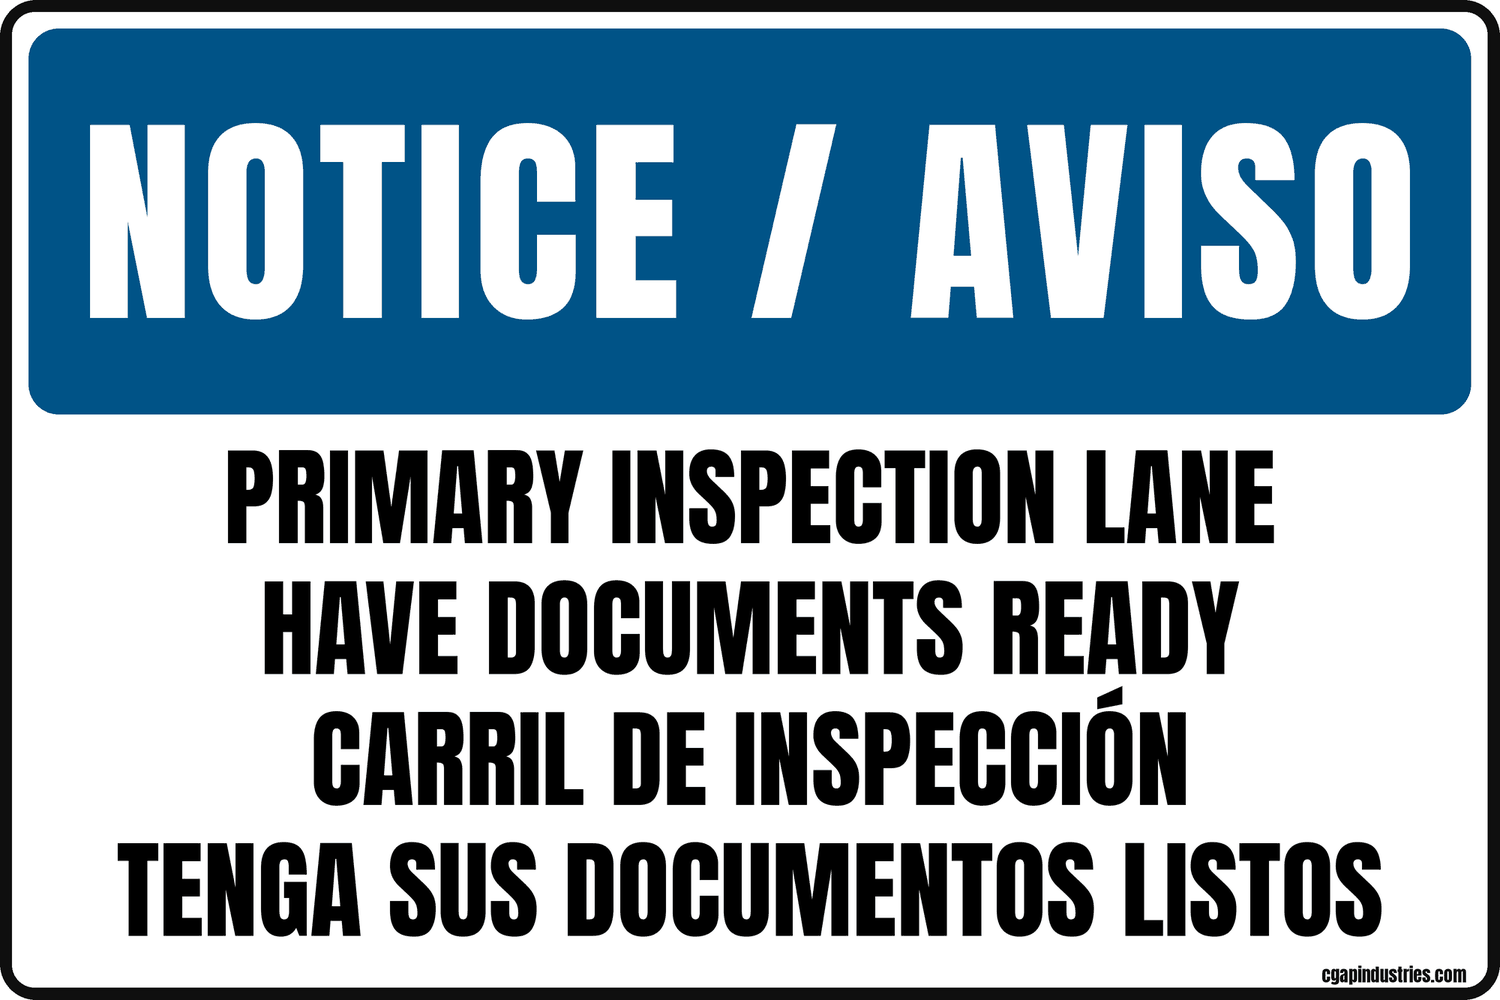 NOTICE / AVISO
PRIMARY INSPECTION LANE
HAVE DOCUMENTS READY
CARRIL DE INSPECCIÓN
TENGA SUS DOCUMENTOS LISTOS
cgapindustries.com